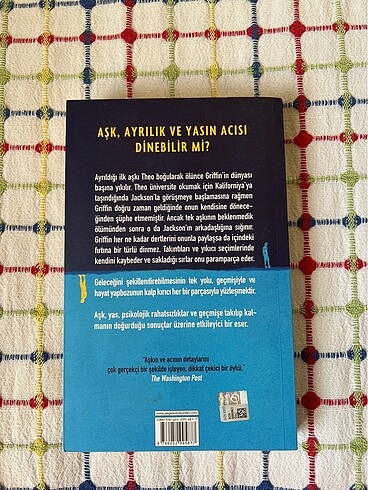 AŞK, AYRILIK VE YASIN ACISI
DİNEBİLİR Mİ?
Ayrıldığı ilk aşkı Theo boğularak ölünce Griffin'in dünyası
başına yıkılır. Theo üniversite okumak için Kaliforniya'ya
taşındığında Jackson'la görüşmeye başlamasına rağmen
Griffin doğru zaman geldiğinde onun kendisine dönece-
ğinden şüphe etmemiştir. Ancak tek aşkının beklenmedik
ölümünden sonra o da Jackson'ın arkadaşlığına sığınır.
Griffin her ne kadar dertlerini onunla paylaşsa da içindeki
fırtına bir türlü dinmez. Takıntıları ve yıkıcı seçimlerinde
kendini kaybeder ve sakladığı sırlar onu paramparça eder.
Geleceğini şekillendirebilmesinin tek yolu, geçmişiyle ve
hayat yapbozunun kalp kırıcı her bir parçasıyla yüzleşmektir.
Aşk, yas, psikolojik rahatsızlıklar ve geçmişe takılıp kal-
manın doğurduğu sonuçlar üzerine etkileyici bir eser.
"Aşkın ve acının detaylarını
çok gerçekçi bir şekilde işleyen, dikkat çekici bir öykü."
The Washington Post